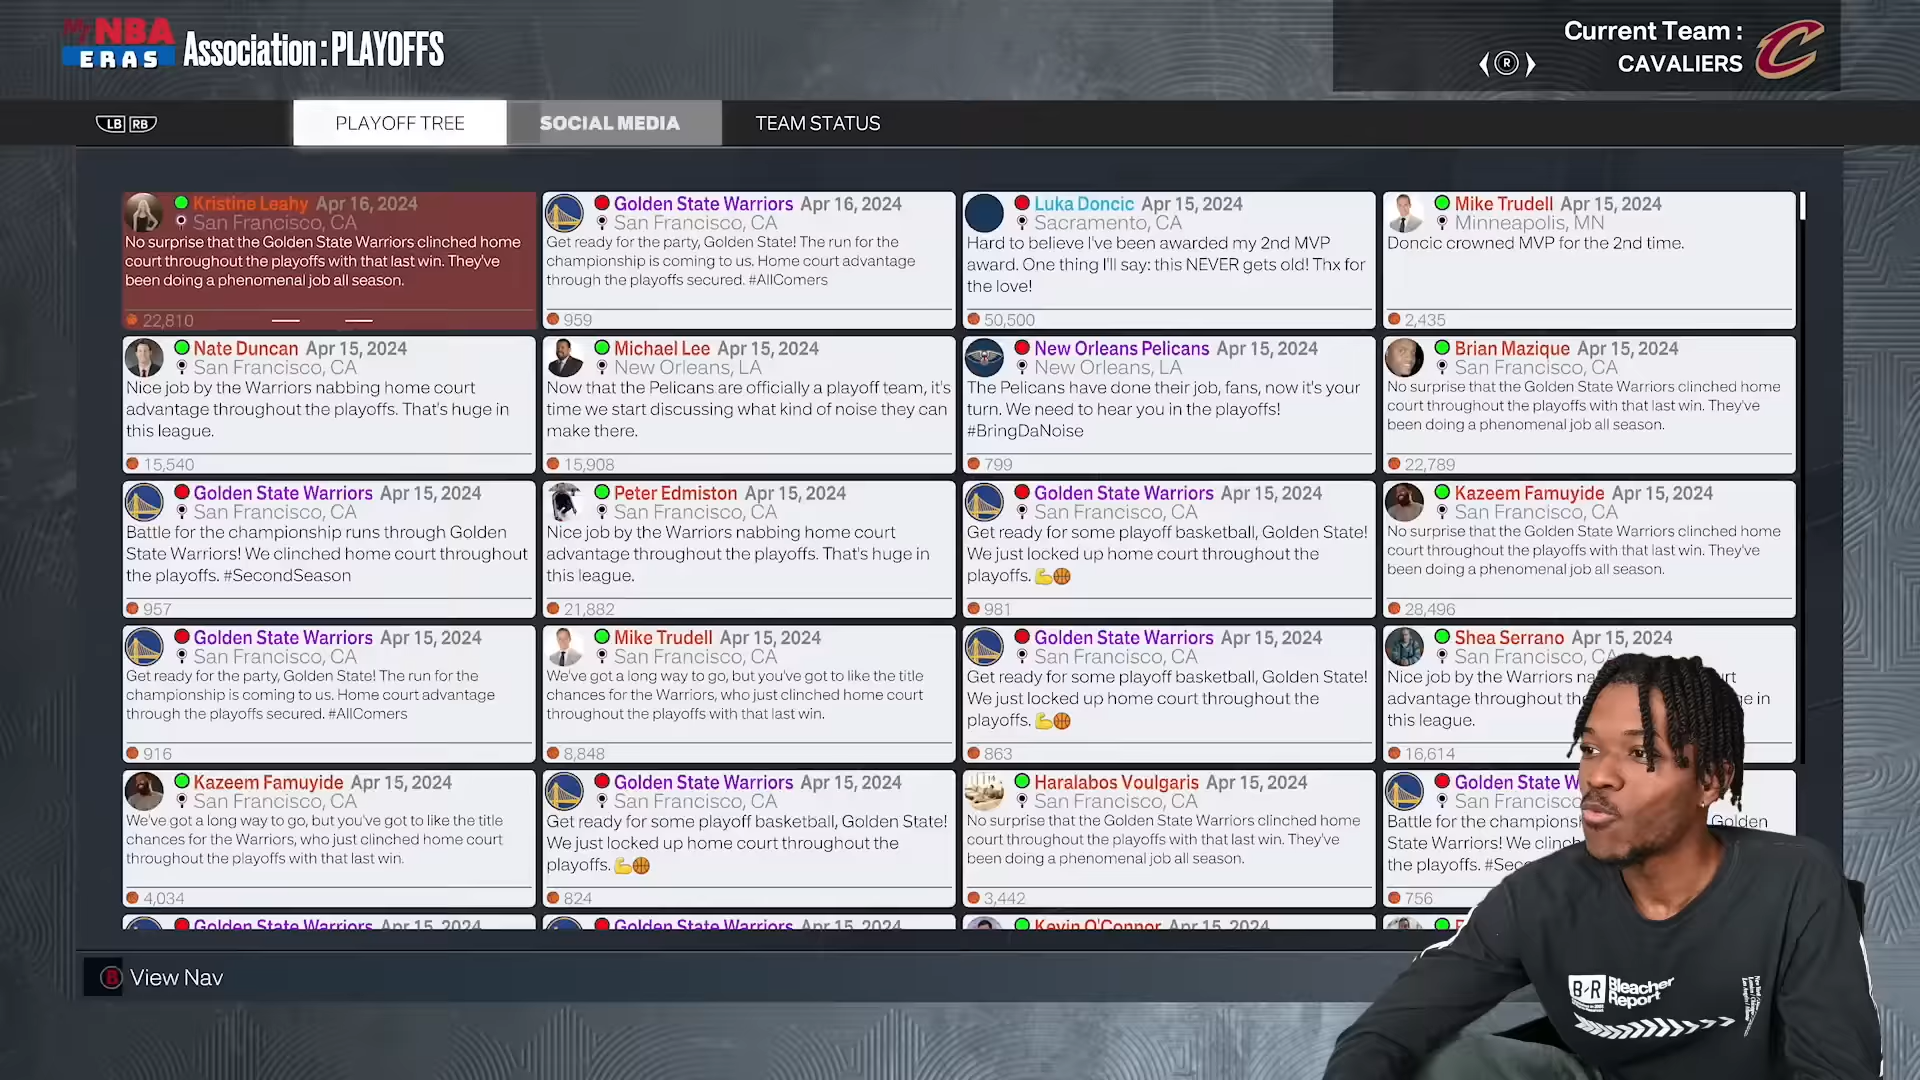 My NBA
ERAS
Association : PLAYOFFS
Current Team :
R
CAVALIERS
LB RB
PLAYOFF TREE
SOCIAL MEDIA
TEAM STATUS
Kristine Leahy Apr 16, 2024
San Francisco, CA
No surprise that the Golden State Warriors clinched home
court throughout the playoffs with that last win. They've
been doing a phenomenal job all season.
22,810
Golden State Warriors Apr 16, 2024
San Francisco, CA
Get ready for the party, Golden State! The run for the
championship is coming to us. Home court advantage
through the playoffs secured. #AllComers
959
Luka Doncic Apr 15, 2024
Sacramento, CA
Hard to believe I've been awarded my 2nd MVP
award. One thing I'll say: this NEVER gets old! Thx for
the love!
50,500
Mike Trudell Apr 15, 2024
Minneapolis, MN
Doncic crowned MVP for the 2nd time.
2,435
Nate Duncan Apr 15, 2024
San Francisco, CA
Nice job by the Warriors nabbing home court
advantage throughout the playoffs. That's huge in
this league.
15,540
Michael Lee Apr 15, 2024
New Orleans, LA
Now that the Pelicans are officially a playoff team, it's
time we start discussing what kind of noise they can
make there.
15,908
New Orleans Pelicans Apr 15, 2024
New Orleans, LA
The Pelicans have done their job, fans, now it's your
turn. We need to hear you in the playoffs!
#BringDaNoise
799
Brian Mazique Apr 15, 2024
San Francisco, CA
No surprise that the Golden State Warriors clinched home
court throughout the playoffs with that last win. They've
been doing a phenomenal job all season.
22,789
Golden State Warriors Apr 15, 2024
San Francisco, CA
Battle for the championship runs through Golden
State Warriors! We clinched home court throughout
the playoffs. #SecondSeason
957
Peter Edmiston Apr 15, 2024
San Francisco, CA
Nice job by the Warriors nabbing home court
advantage throughout the playoffs. That's huge in
this league.
21,882
Golden State Warriors Apr 15, 2024
San Francisco, CA
Get ready for some playoff basketball, Golden State!
We just locked up home court throughout the
playoffs. 💪🏀
981
Kazeem Famuyide Apr 15, 2024
San Francisco, CA
No surprise that the Golden State Warriors clinched home
court throughout the playoffs with that last win. They've
been doing a phenomenal job all season.
28,496
Golden State Warriors Apr 15, 2024
San Francisco, CA
Get ready for the party, Golden State! The run for the
championship is coming to us. Home court advantage
through the playoffs secured. #AllComers
916
Mike Trudell Apr 15, 2024
San Francisco, CA
We've got a long way to go, but you've got to like the title
chances for the Warriors, who just clinched home court
throughout the playoffs with that last win.
8,848
Golden State Warriors Apr 15, 2024
San Francisco, CA
Get ready for some playoff basketball, Golden State!
We just locked up home court throughout the
playoffs. 💪🏀
863
Shea Serrano Apr 15, 2024
San Francisco, CA
Nice job by the Warriors na rt
advantage throughout the e in
this league.
16,614
Kazeem Famuyide Apr 15, 2024
San Francisco, CA
We've got a long way to go, but you've got to like the title
chances for the Warriors, who just clinched home court
throughout the playoffs with that last win.
4,034
Golden State Warriors Apr 15, 2024
San Francisco, CA
Get ready for some playoff basketball, Golden State!
We just locked up home court throughout the
playoffs. 💪🏀
824
Haralabos Voulgaris Apr 15, 2024
San Francisco, CA
No surprise that the Golden State Warriors clinched home
court throughout the playoffs with that last win. They've
been doing a phenomenal job all season.
3,442
Golden State W
San Francisco
Battle for the champions Golden
State Warriors! We clinch
the playoffs. #Seco
756
Golden State Warriors Apr 15, 2024
Golden State Warriors Apr 15, 2024
Kevin O'Connor Apr 15, 2024
B View Nav
B R Bleacher
Report